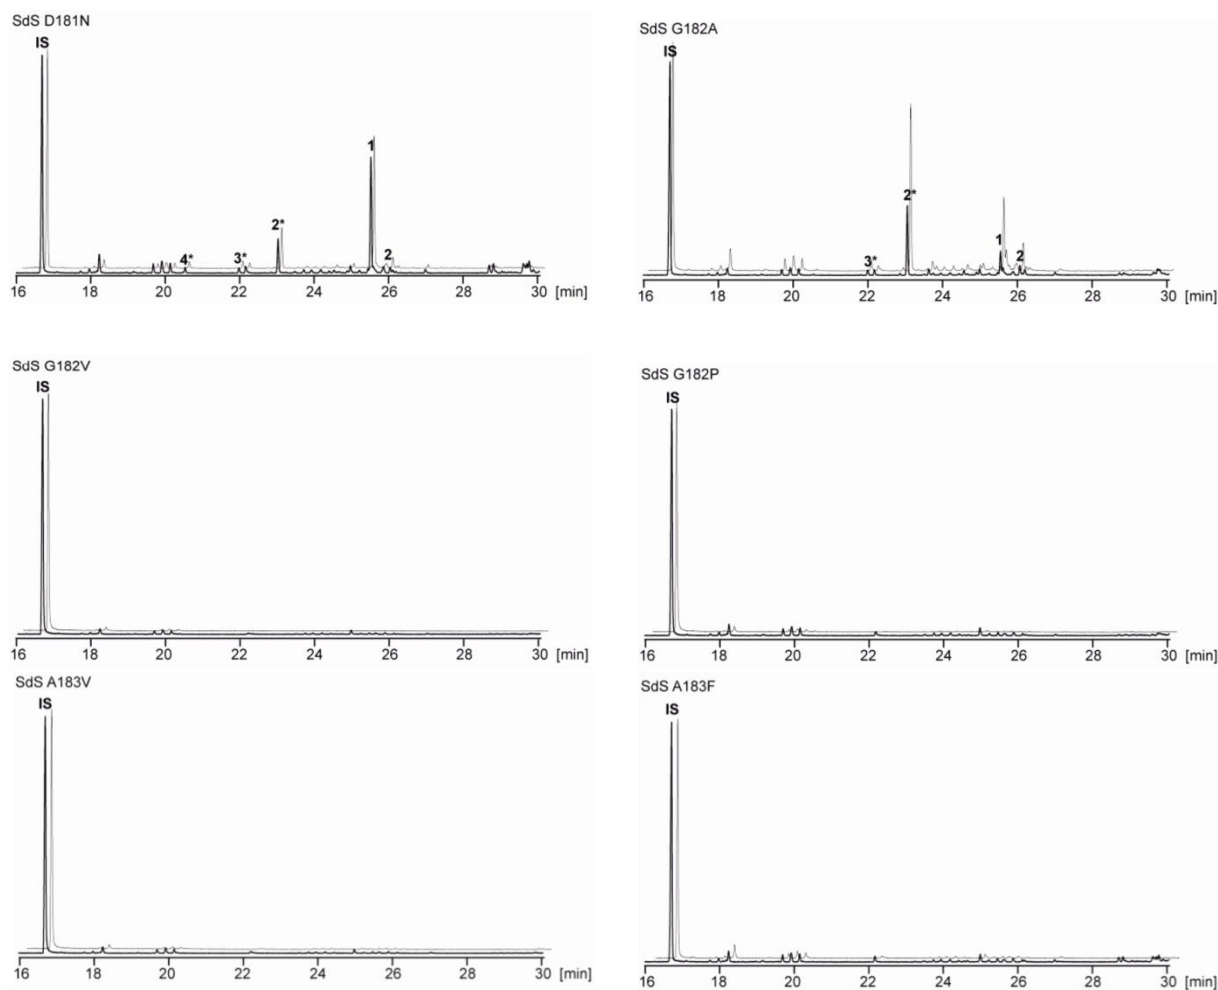 SdS D181N
IS
1
2*
2
3*
4*
16 18 20 22 24 26 28 30 [min]
SdS G182A
IS
2*
1
2
3*
16 18 20 22 24 26 28 30 [min]
SdS G182V
IS
16 18 20 22 24 26 28 30 [min]
SdS G182P
IS
16 18 20 22 24 26 28 30 [min]
SdS A183V
IS
16 18 20 22 24 26 28 30 [min]
SdS A183F
IS
16 18 20 22 24 26 28 30 [min]